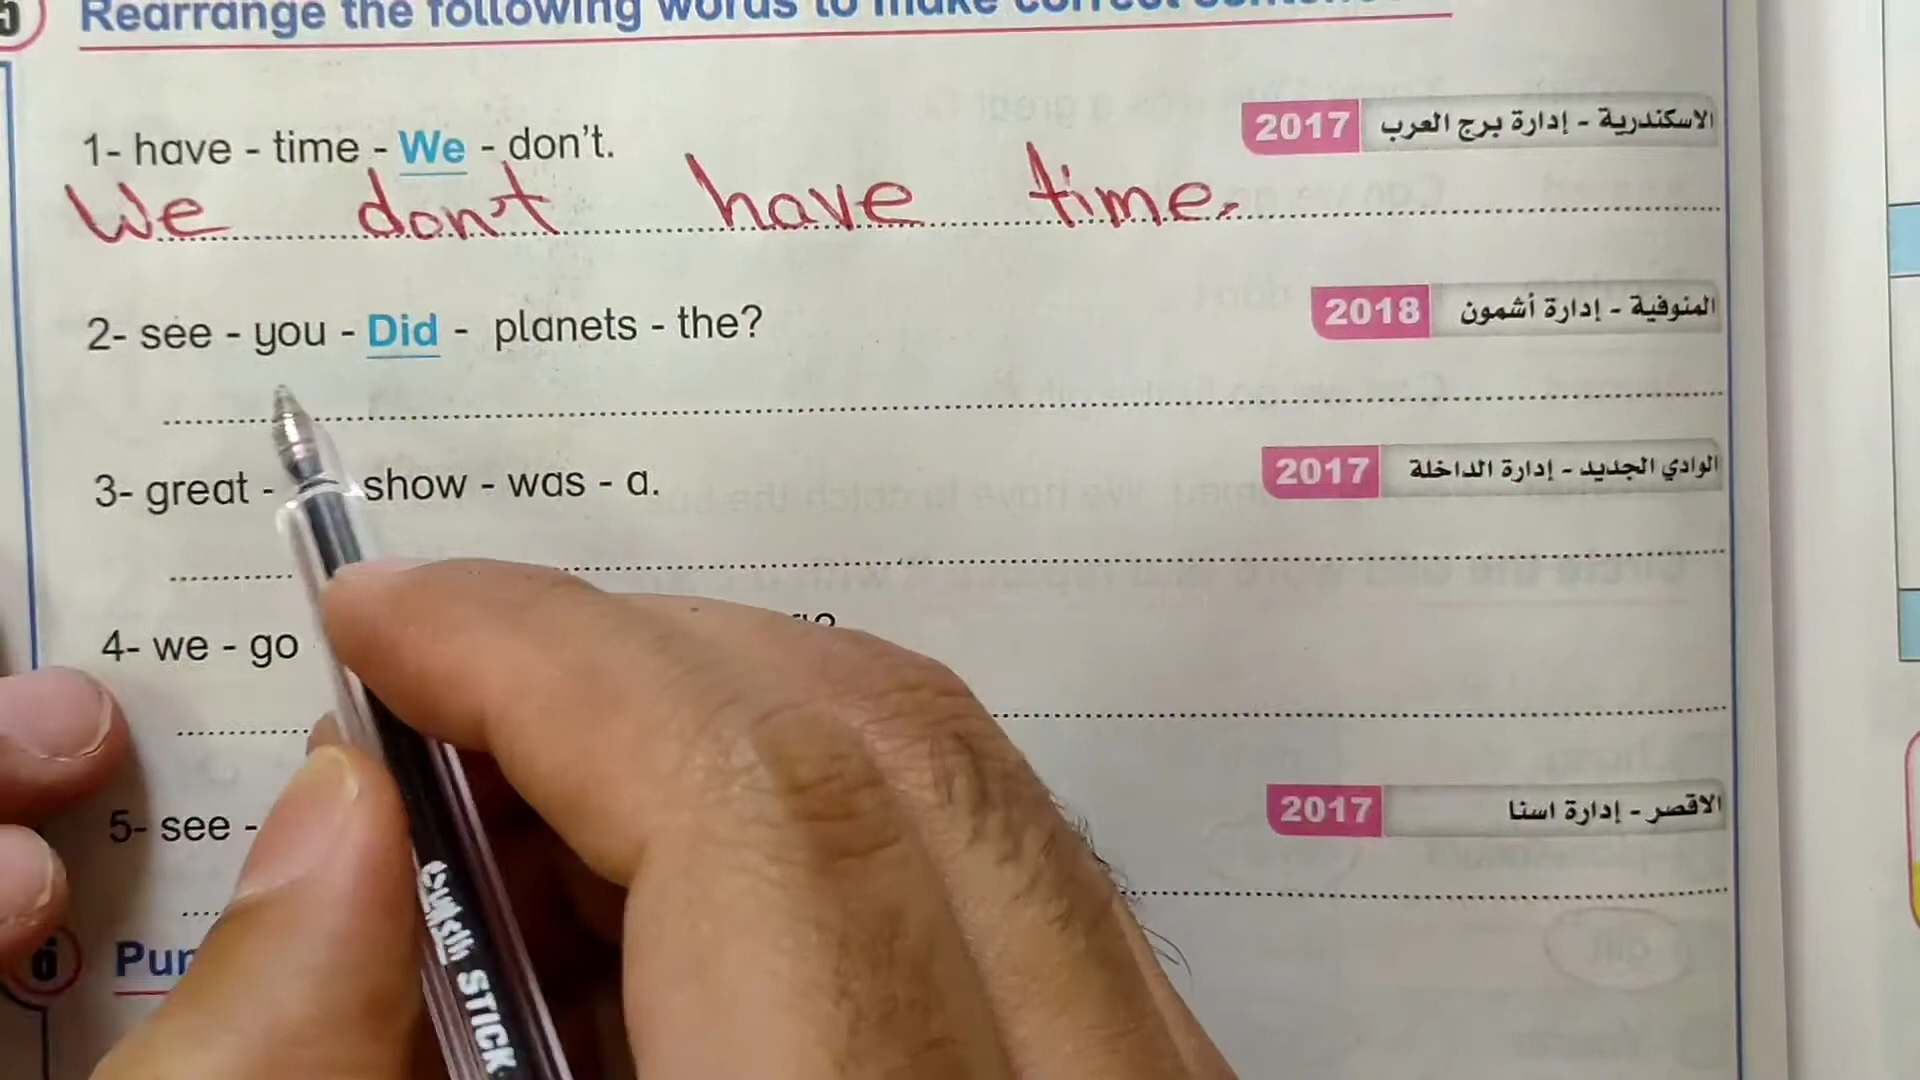 Rearrange the following words to make correct
1- have - time - We - don't.
2017 الاسكندرية - إدارة برج العرب
We don't have time.
2- see - you - Did - planets - the?
2018 المنوفية - إدارة أشمون
3- great - show - was - a.
2017 الوادي الجديد - إدارة الداخلة
4- we - go
5- see -
2017 الاقصر - إدارة اسنا
6 Pun
STICK